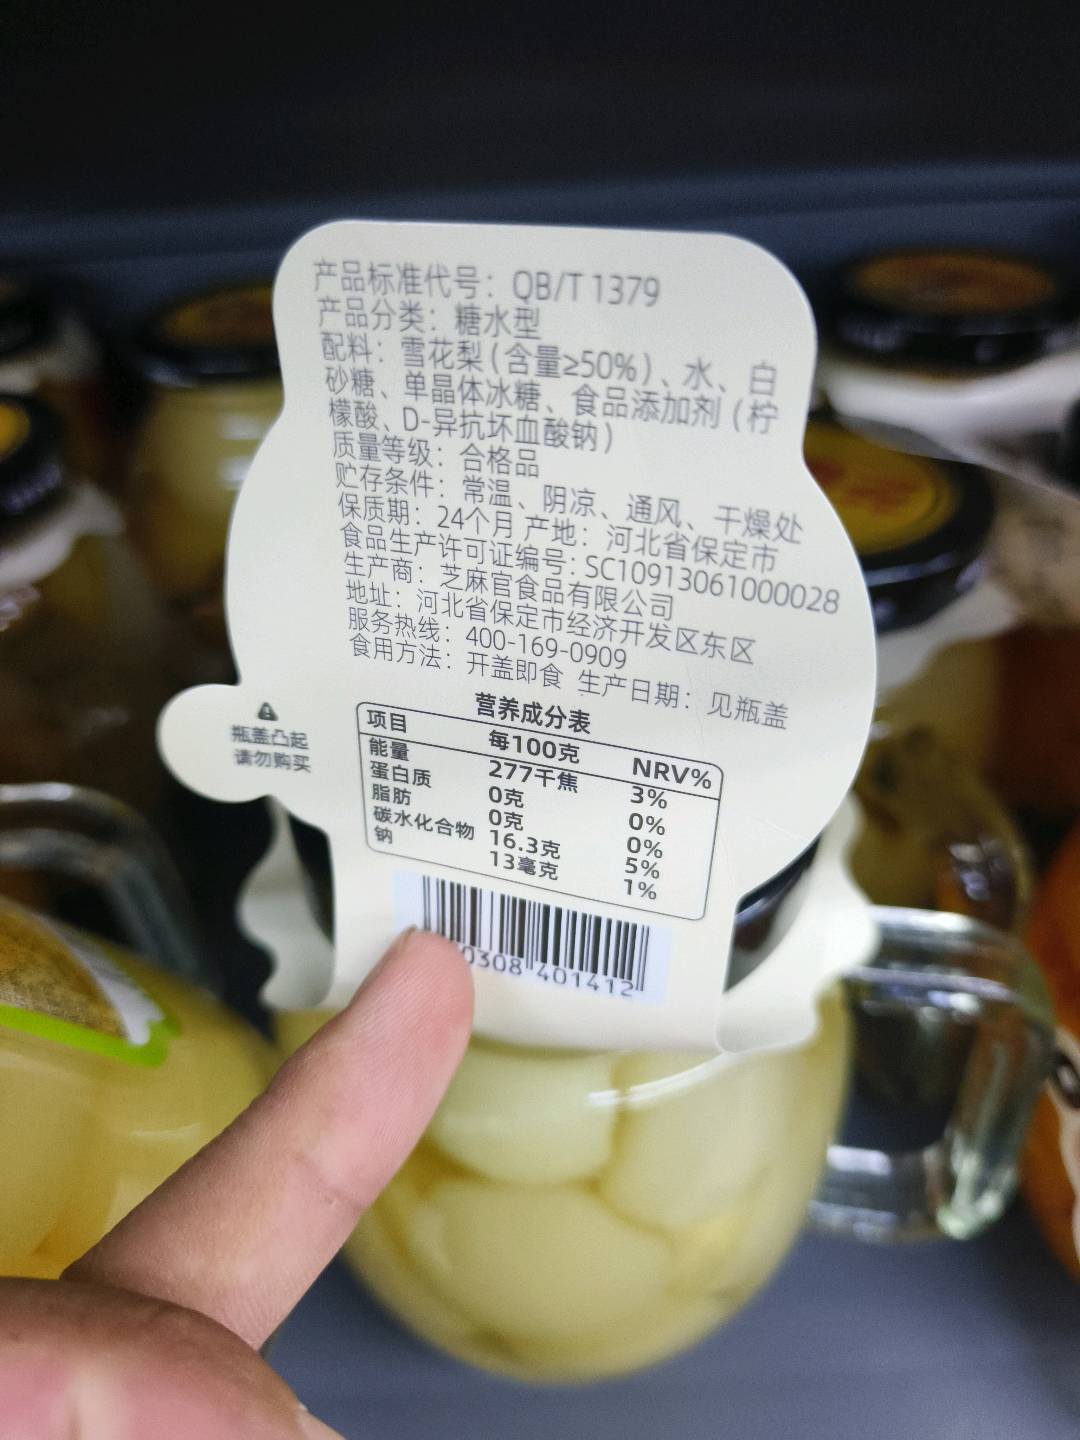 产品标准代号：QB/T 1379
产品分类：糖水型
配料：雪花梨（含量≥50%）、水、白
砂糖、单晶体冰糖、食品添加剂（柠
檬酸、D-异抗坏血酸钠）
质量等级：合格品
贮存条件：常温、阴凉、通风、干燥处
保质期：24个月 产地：河北省保定市
食品生产许可证编号：SC10913061000028
生产商：芝麻官食品有限公司
地址：河北省保定市经济开发区东区
服务热线：400-169-0909
食用方法：开盖即食 生产日期：见瓶盖
瓶盖凸起
请勿购买
营养成分表
项目 每100克 NRV%
能量 277千焦 3%
蛋白质 0克 0%
脂肪 0克 0%
碳水化合物 16.3克 5%
钠 13毫克 1%
0308 401412